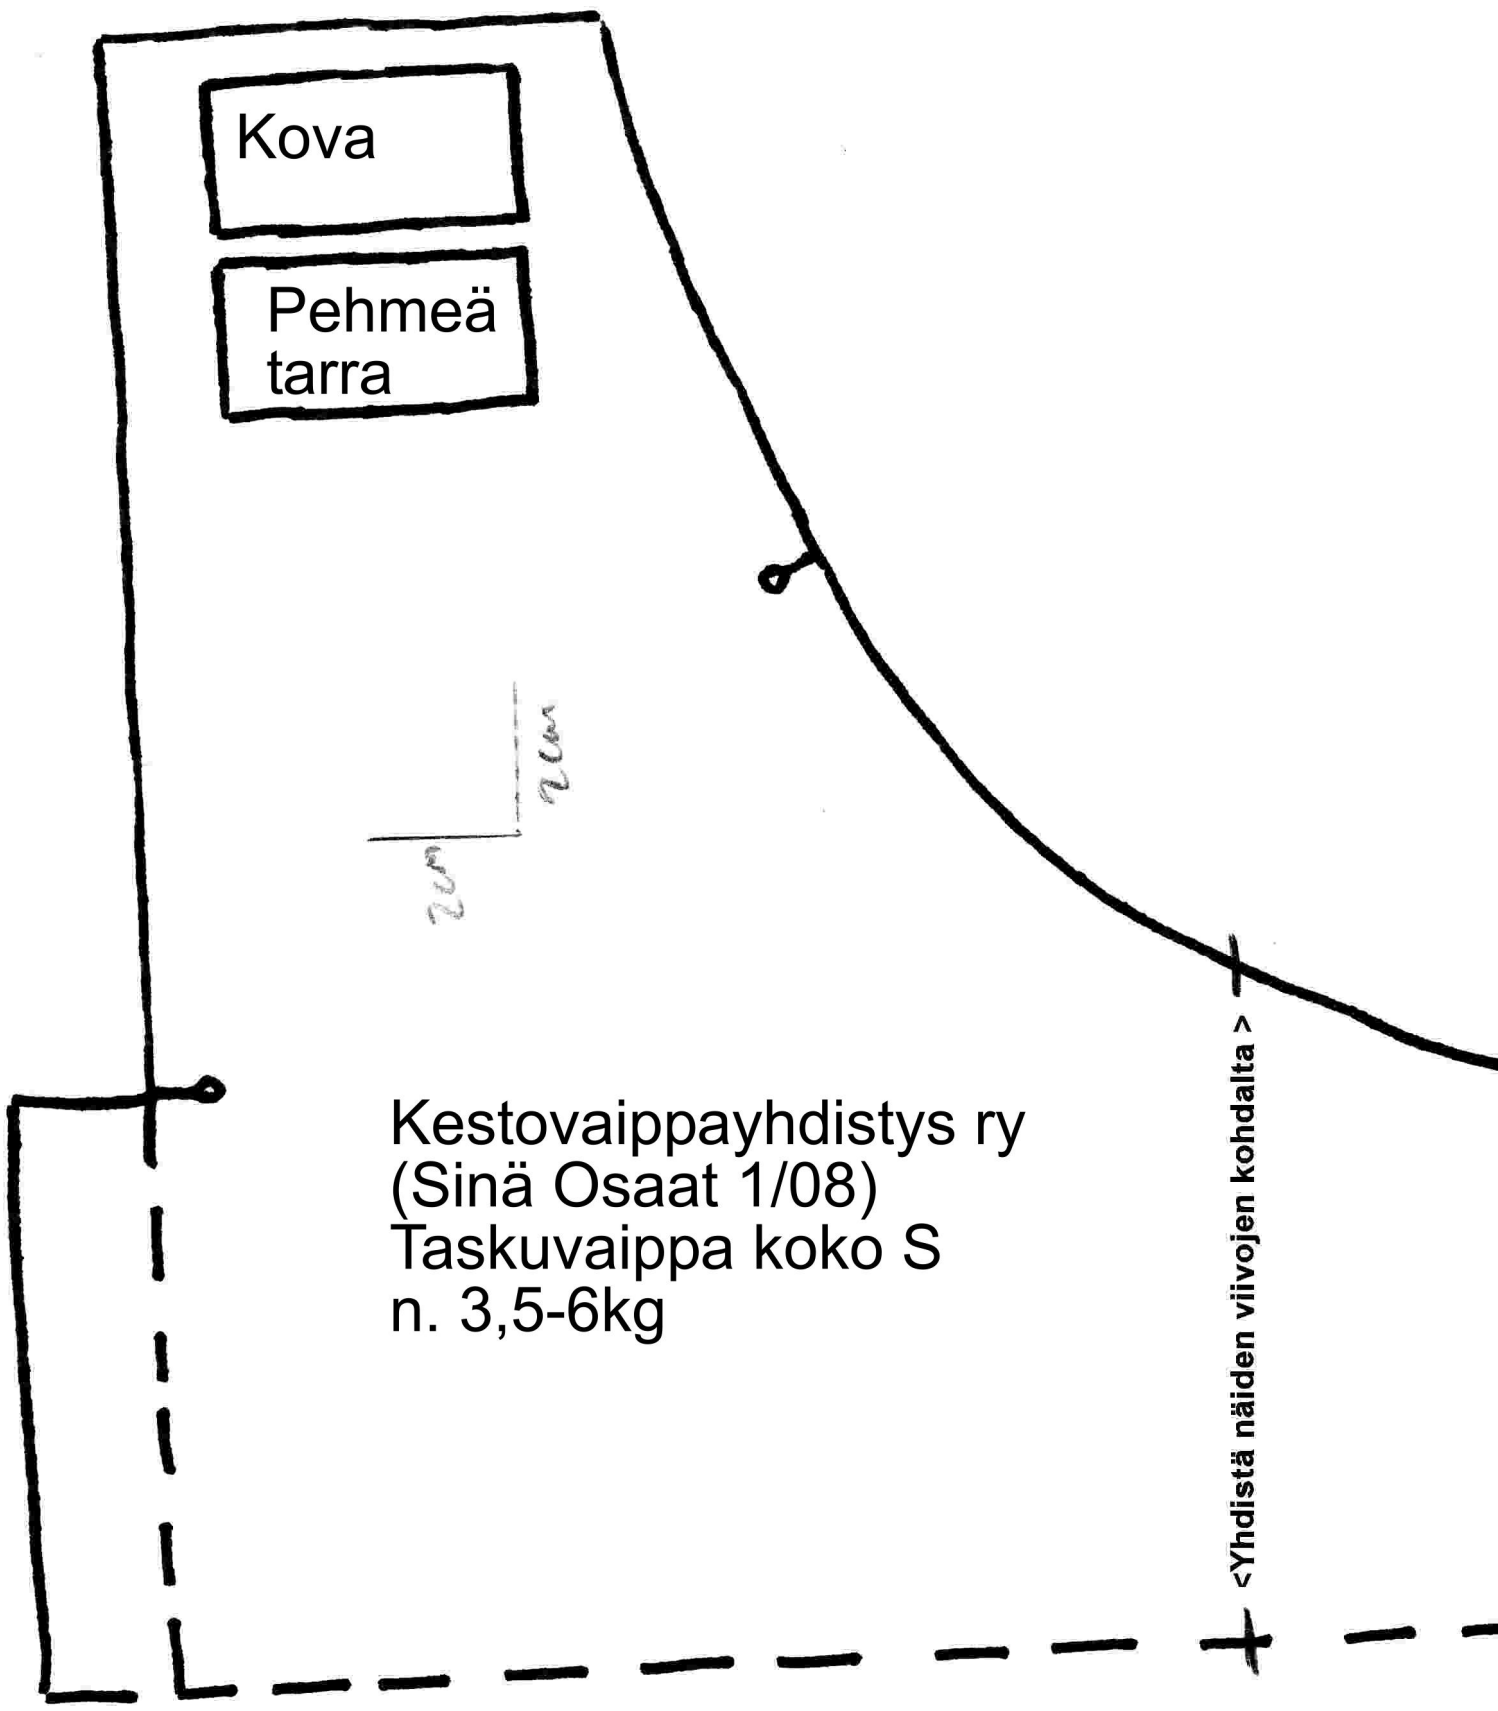 Kova
Pehmeä
tarra
2cm
2cm
Kestovaippayhdistys ry
(Sinä Osaat 1/08)
Taskuvaippa koko S
n. 3,5-6kg
<Yhdistä näiden viivojen kohdalta >